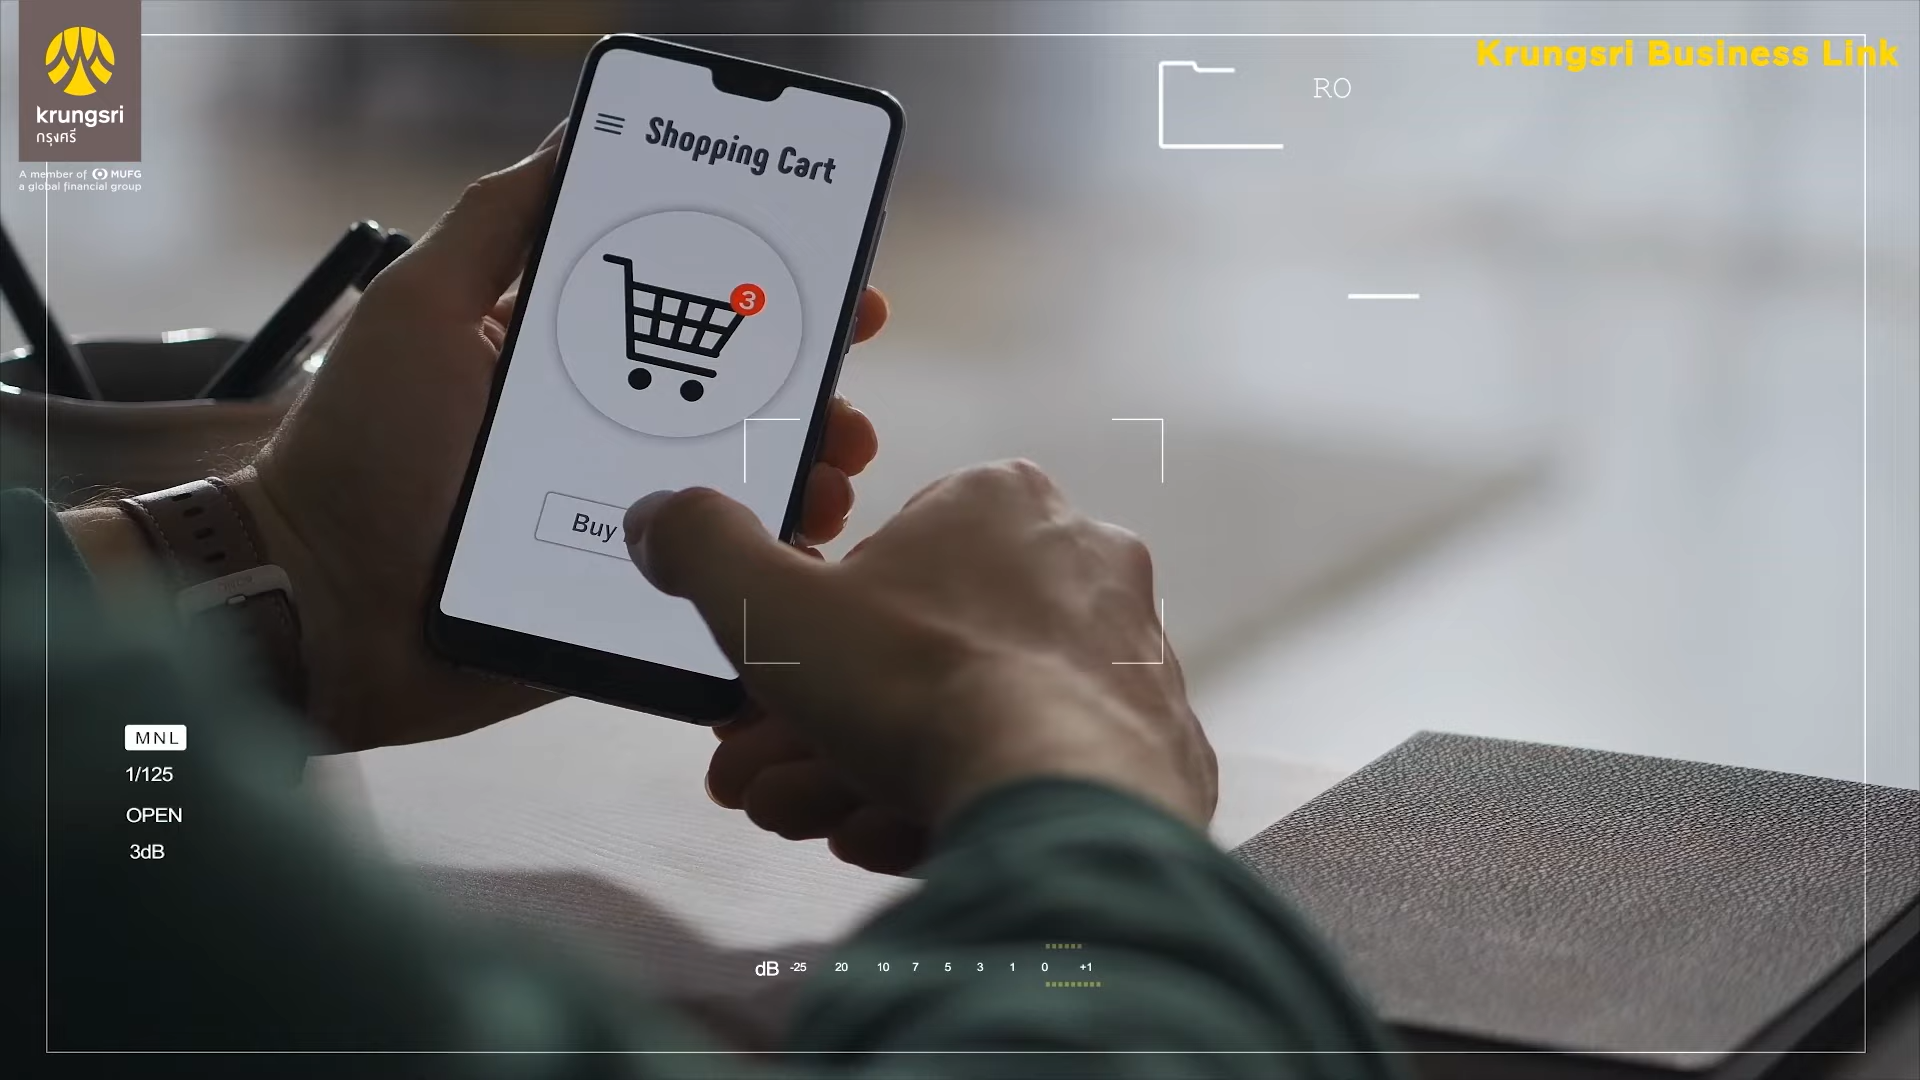 krungsri
กรุงศรี
A member of MUFG
a global financial group
Krungsri Business Link
RO
Shopping Cart
3
Buy
MNL
1/125
OPEN
3dB
dB -25 20 10 7 5 3 1 0 +1